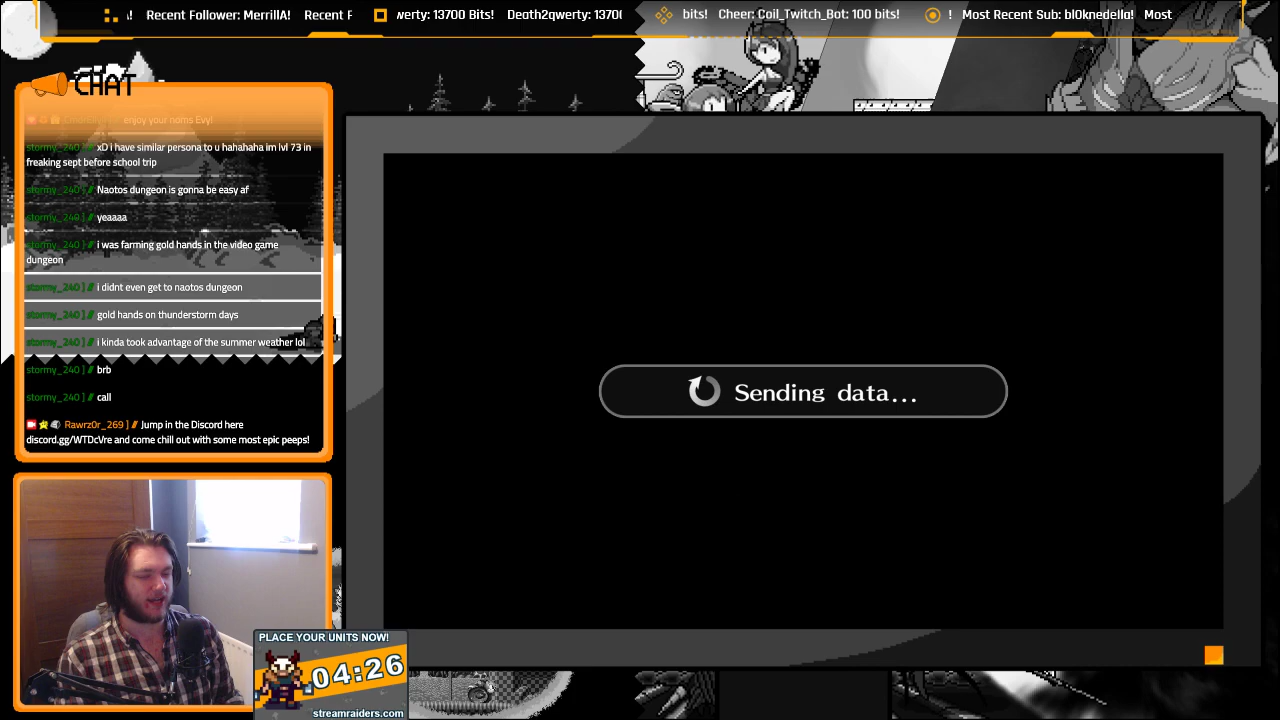 ! Recent Follower: MerrillA! Recent F
werty: 13700 Bits! Death2qwerty: 1370
bits! Cheer: Coil_Twitch_Bot: 100 bits!
! Most Recent Sub: bl0knedello! Most
CHAT
enjoy your noms Evy!
stormy_240 ] // xD i have similar persona to u hahahaha im lvl 73 in
freaking sept before school trip
stormy_240 ] // Naotos dungeon is gonna be easy af
stormy_240 ] // yeaaaa
stormy_240 ] // i was farming gold hands in the video game
dungeon
stormy_240 ] // i didnt even get to naotos dungeon
stormy_240 ] // gold hands on thunderstorm days
stormy_240 ] // i kinda took advantage of the summer weather lol
stormy_240 ] // brb
stormy_240 ] // call
Rawrz0r_269 ] // Jump in the Discord here
discord.gg/WTDcVre and come chill out with some most epic peeps!
Sending data...
PLACE YOUR UNITS NOW!
04:26
streamraiders.com